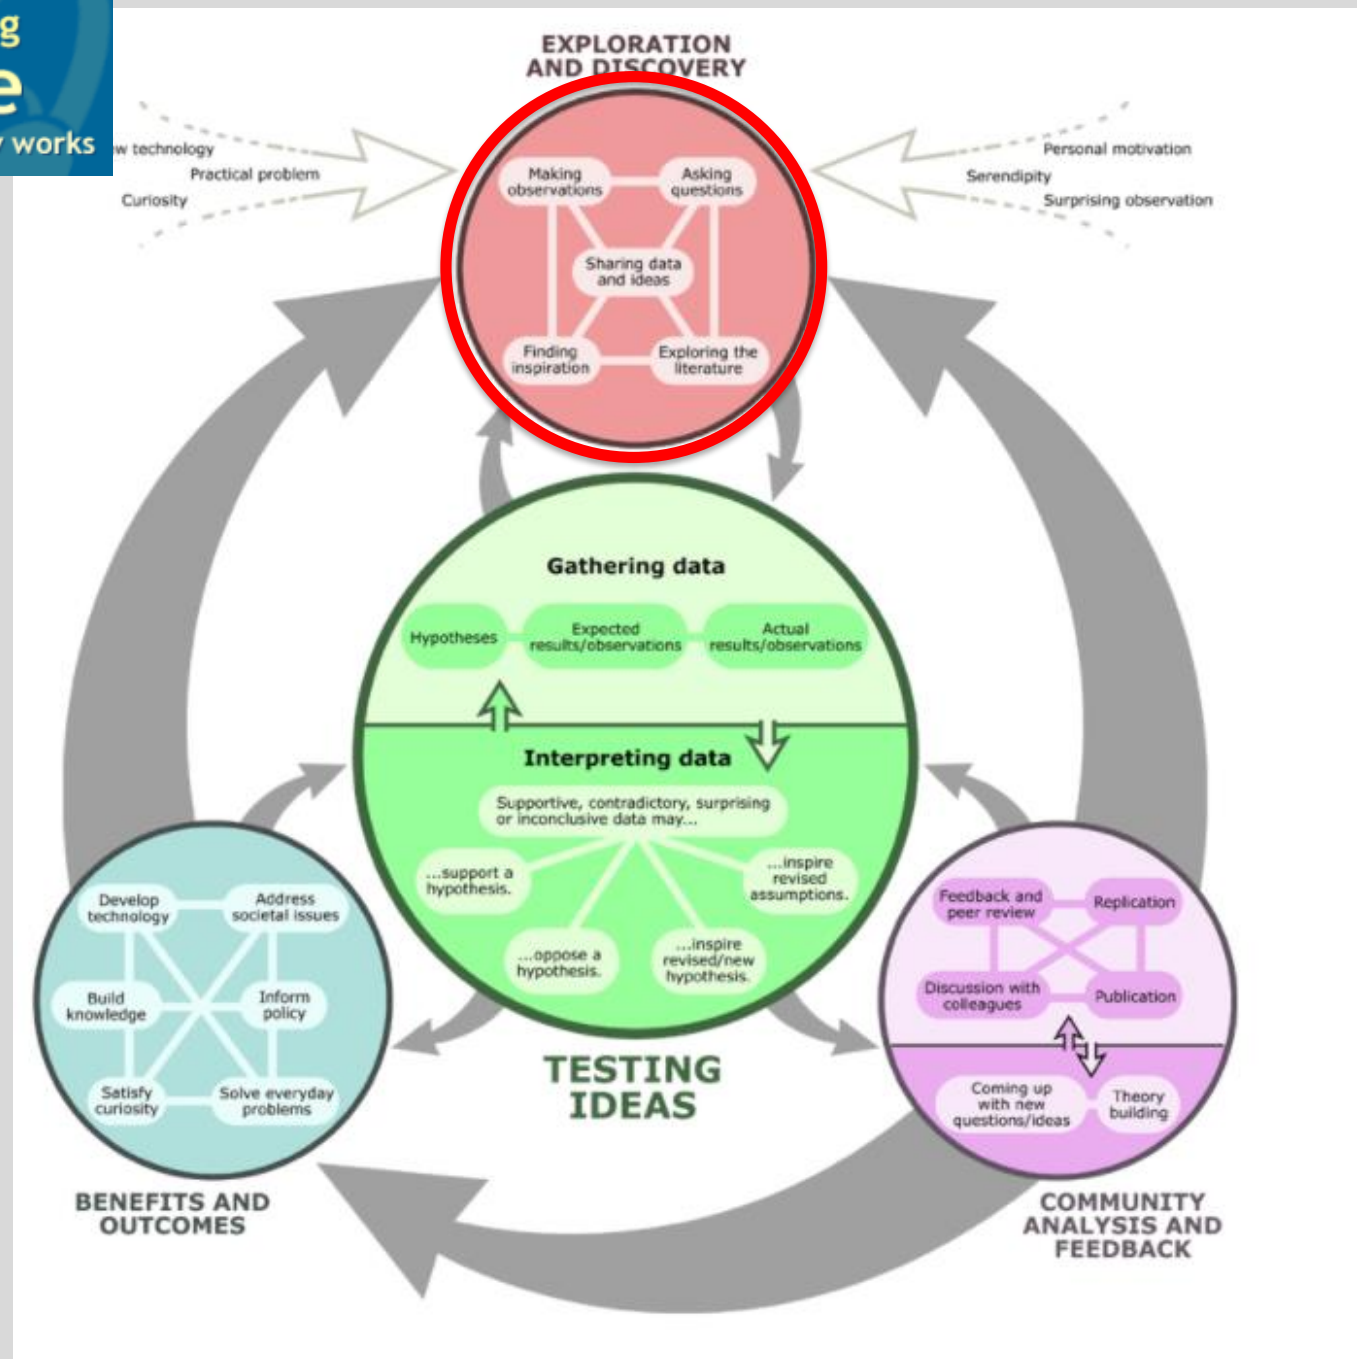 g
e
works
EXPLORATION
AND DISCOVERY
technology
Practical problem
Curiosity
Personal motivation
Serendipity
Surprising observation
Making
observations
Asking
questions
Sharing data
and ideas
Finding
inspiration
Exploring the
literature
Gathering data
Hypotheses
Expected
results/observations
Actual
results/observations
Interpreting data
Supportive, contradictory, surprising
or inconclusive data may...
...support a
hypothesis.
...oppose a
hypothesis.
...inspire
revised/new
hypothesis.
...inspire
revised
assumptions.
TESTING
IDEAS
Develop
technology
Address
societal issues
Build
knowledge
Inform
policy
Satisfy
curiosity
Solve everyday
problems
BENEFITS AND
OUTCOMES
Feedback and
peer review
Replication
Discussion with
colleagues
Publication
Coming up
with new
questions/ideas
Theory
building
COMMUNITY
ANALYSIS AND
FEEDBACK